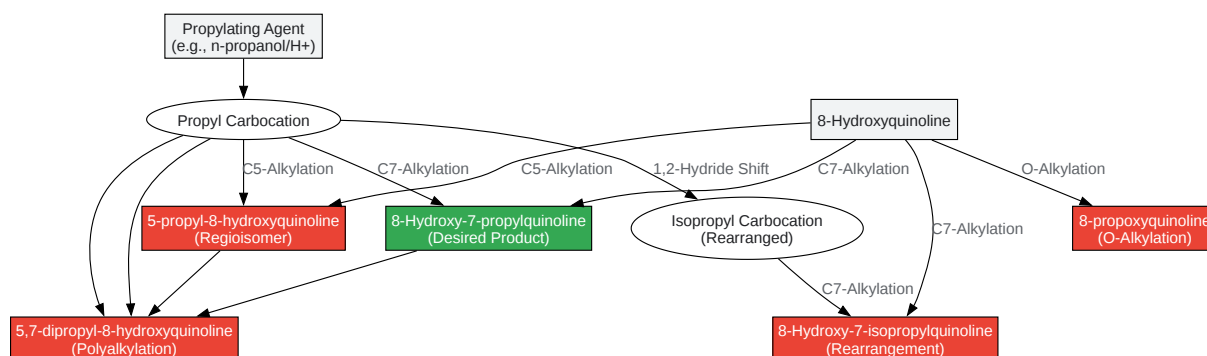 Propylating Agent
(e.g., n-propanol/H+)
Propyl Carbocation
8-Hydroxyquinoline
C5-Alkylation
C7-Alkylation
C5-Alkylation
1,2-Hydride Shift
C7-Alkylation
O-Alkylation
5-propyl-8-hydroxyquinoline
(Regioisomer)
8-Hydroxy-7-propylquinoline
(Desired Product)
Isopropyl Carbocation
(Rearranged)
C7-Alkylation
8-propoxyquinoline
(O-Alkylation)
C7-Alkylation
5,7-dipropyl-8-hydroxyquinoline
(Polyalkylation)
8-Hydroxy-7-isopropylquinoline
(Rearrangement)